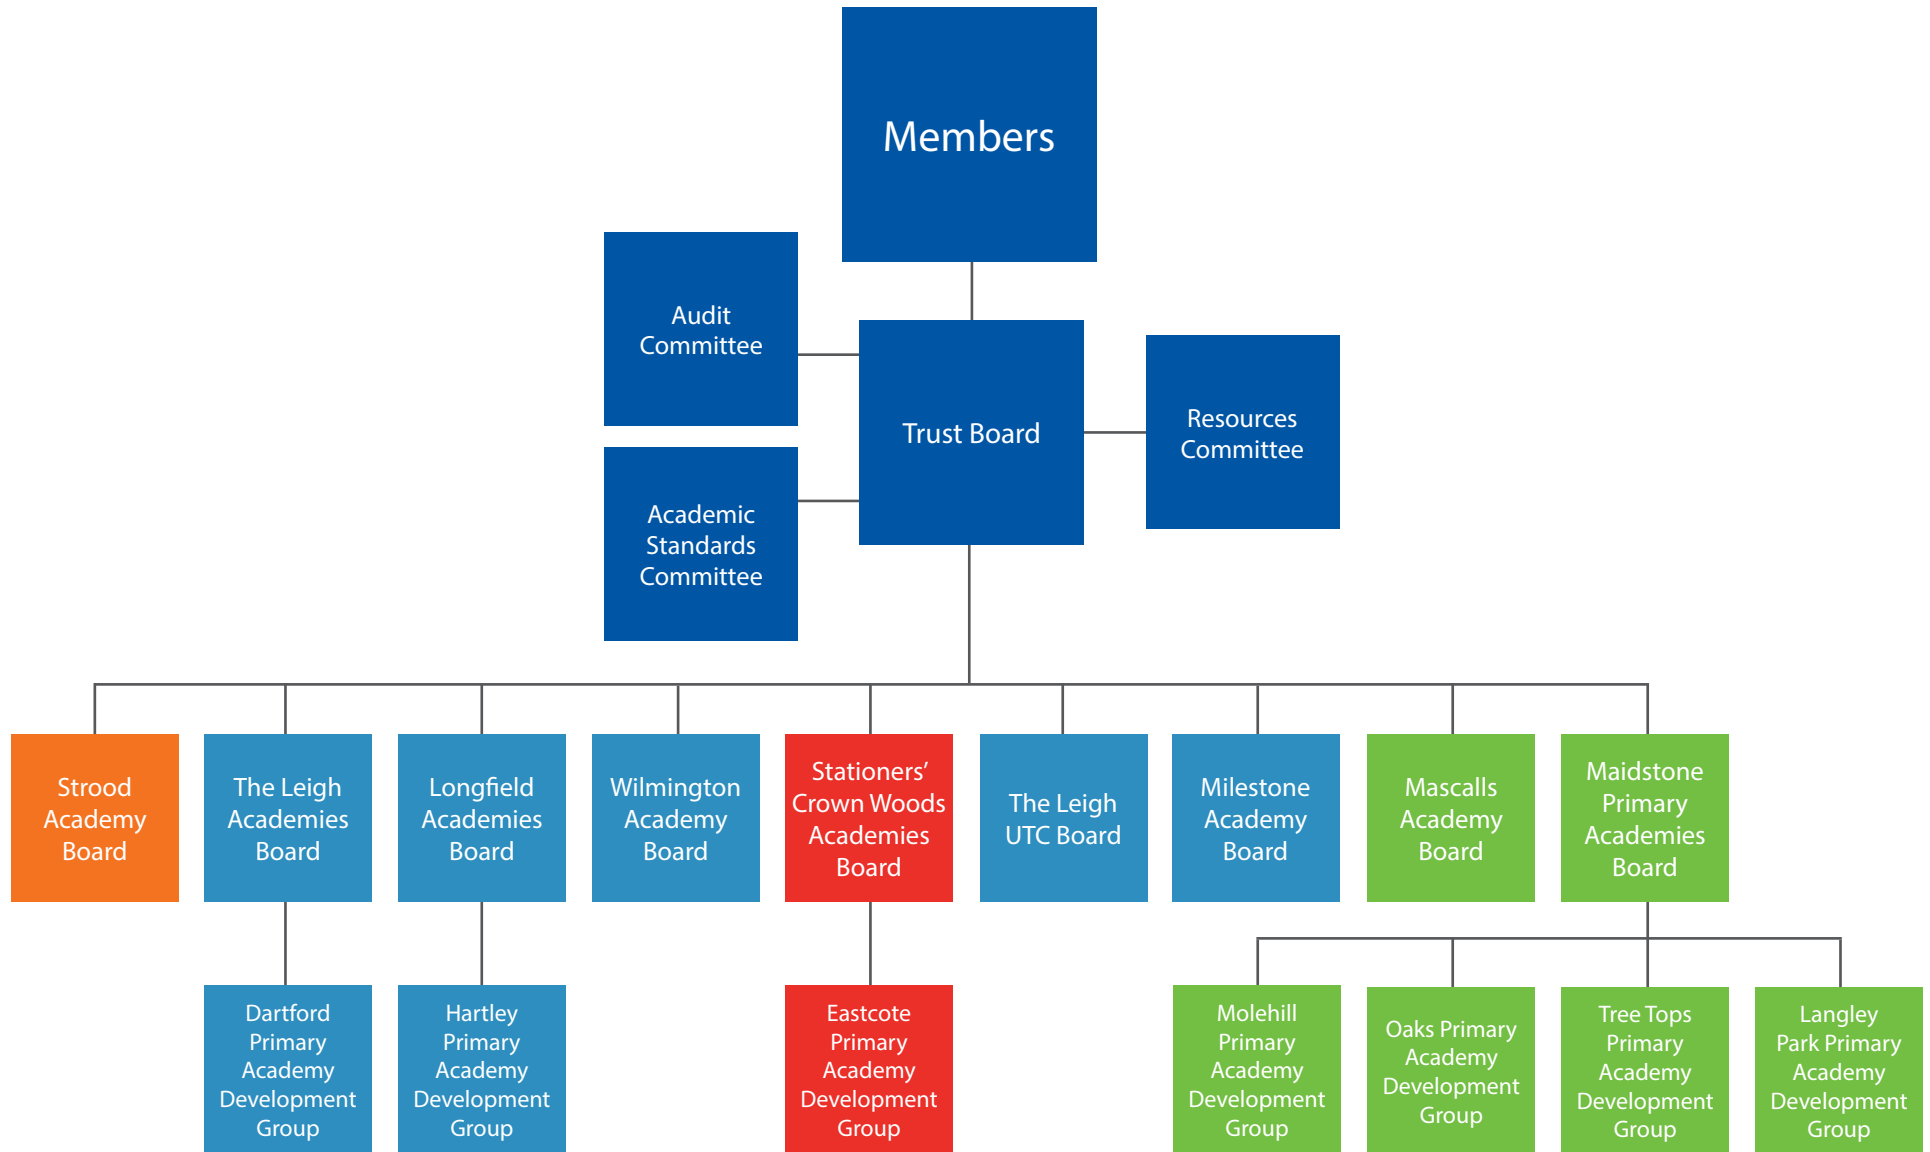 Members
Audit
Committee
Trust Board
Resources
Committee
Academic
Standards
Committee
Strood
Academy
Board
The Leigh
Academies
Board
Longfield
Academies
Board
Wilmington
Academy
Board
Stationers’
Crown Woods
Academies
Board
The Leigh
UTC Board
Milestone
Academy
Board
Mascalls
Academy
Board
Maidstone
Primary
Academies
Board
Dartford
Primary
Academy
Development
Group
Hartley
Primary
Academy
Development
Group
Eastcote
Primary
Academy
Development
Group
Molehill
Primary
Academy
Development
Group
Oaks Primary
Academy
Development
Group
Tree Tops
Primary
Academy
Development
Group
Langley
Park Primary
Academy
Development
Group